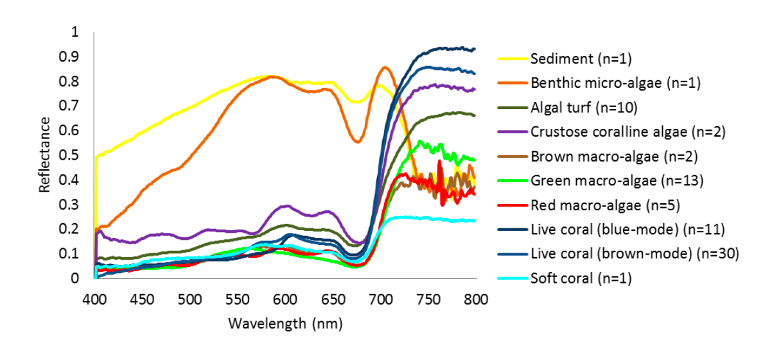 1
0.9
0.8
0.7
0.6
0.5
0.4
0.3
0.2
0.1
0
Reflectance
400 450 500 550 600 650 700 750 800
Wavelength (nm)
Sediment (n=1)
Benthic micro-algae (n=1)
Algal turf (n=10)
Crustose coralline algae (n=2)
Brown macro-algae (n=2)
Green macro-algae (n=13)
Red macro-algae (n=5)
Live coral (blue-mode) (n=11)
Live coral (brown-mode) (n=30)
Soft coral (n=1)